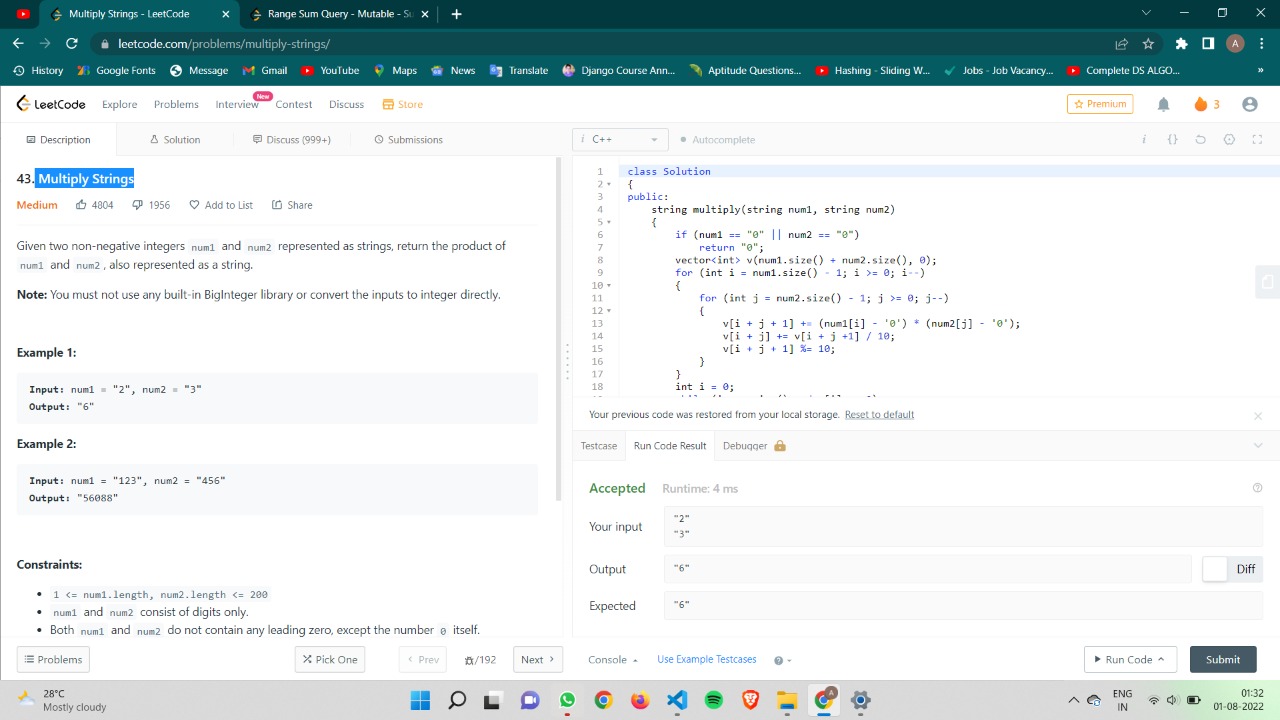 Multiply Strings - LeetCode
Range Sum Query - Mutable - Su
leetcode.com/problems/multiply-strings/
A
History Google Fonts Message Gmail YouTube Maps News Translate Django Course Ann... Aptitude Questions... Hashing - Sliding W... Jobs - Job Vacancy... Complete DS ALGO... »
LeetCode Explore Problems Interview New Contest Discuss Store Premium 3
Description Solution Discuss (999+) Submissions
i C++ Autocomplete i {}
43. Multiply Strings
Medium 4804 1956 Add to List Share
Given two non-negative integers num1 and num2 represented as strings, return the product of
num1 and num2, also represented as a string.
Note: You must not use any built-in BigInteger library or convert the inputs to integer directly.
Example 1:
Input: num1 = "2", num2 = "3"
Output: "6"
Example 2:
Input: num1 = "123", num2 = "456"
Output: "56088"
Constraints:
1 <= num1.length, num2.length <= 200
num1 and num2 consist of digits only.
Both num1 and num2 do not contain any leading zero, except the number 0 itself.
1 class Solution
2 {
3 public:
4 string multiply(string num1, string num2)
5 {
6 if (num1 == "0" || num2 == "0")
7 return "0";
8 vector<int> v(num1.size() + num2.size(), 0);
9 for (int i = num1.size() - 1; i >= 0; i--)
10 {
11 for (int j = num2.size() - 1; j >= 0; j--)
12 {
13 v[i + j + 1] += (num1[i] - '0') * (num2[j] - '0');
14 v[i + j] += v[i + j +1] / 10;
15 v[i + j + 1] %= 10;
16 }
17 }
18 int i = 0;
Your previous code was restored from your local storage. Reset to default
Testcase Run Code Result Debugger
Accepted Runtime: 4 ms
Your input
"2"
"3"
Output "6" Diff
Expected "6"
Problems Pick One Prev /192 Next Console Use Example Testcases Run Code Submit
28°C
Mostly cloudy
A
ENG
IN
01:32
01-08-2022